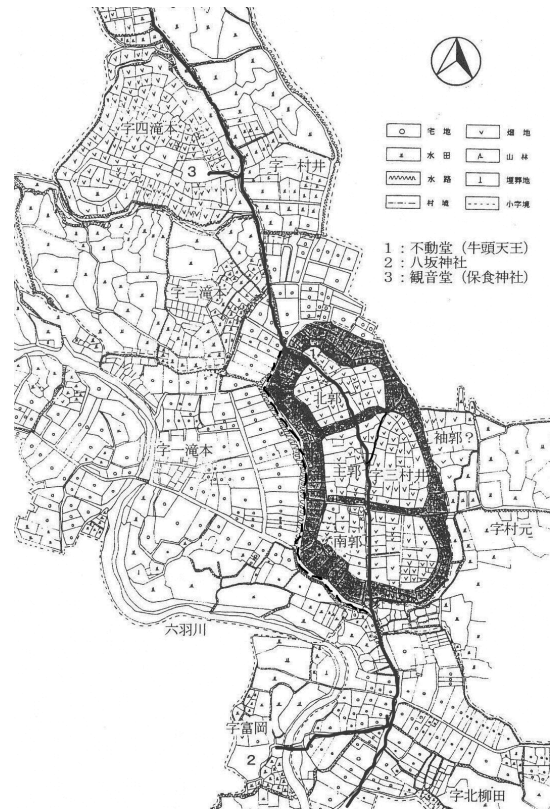 宅地
畑地
水田
山林
水路
埋葬地
村境
小字境
1：不動堂（牛頭天王）
2：八坂神社
3：観音堂（保食神社）
字四滝本
3
字一村井
字三滝
1
北郭
字一滝本
主郭
字二村井
袖郭？
字村元
南郭
六羽川
字富岡
2
字北柳田